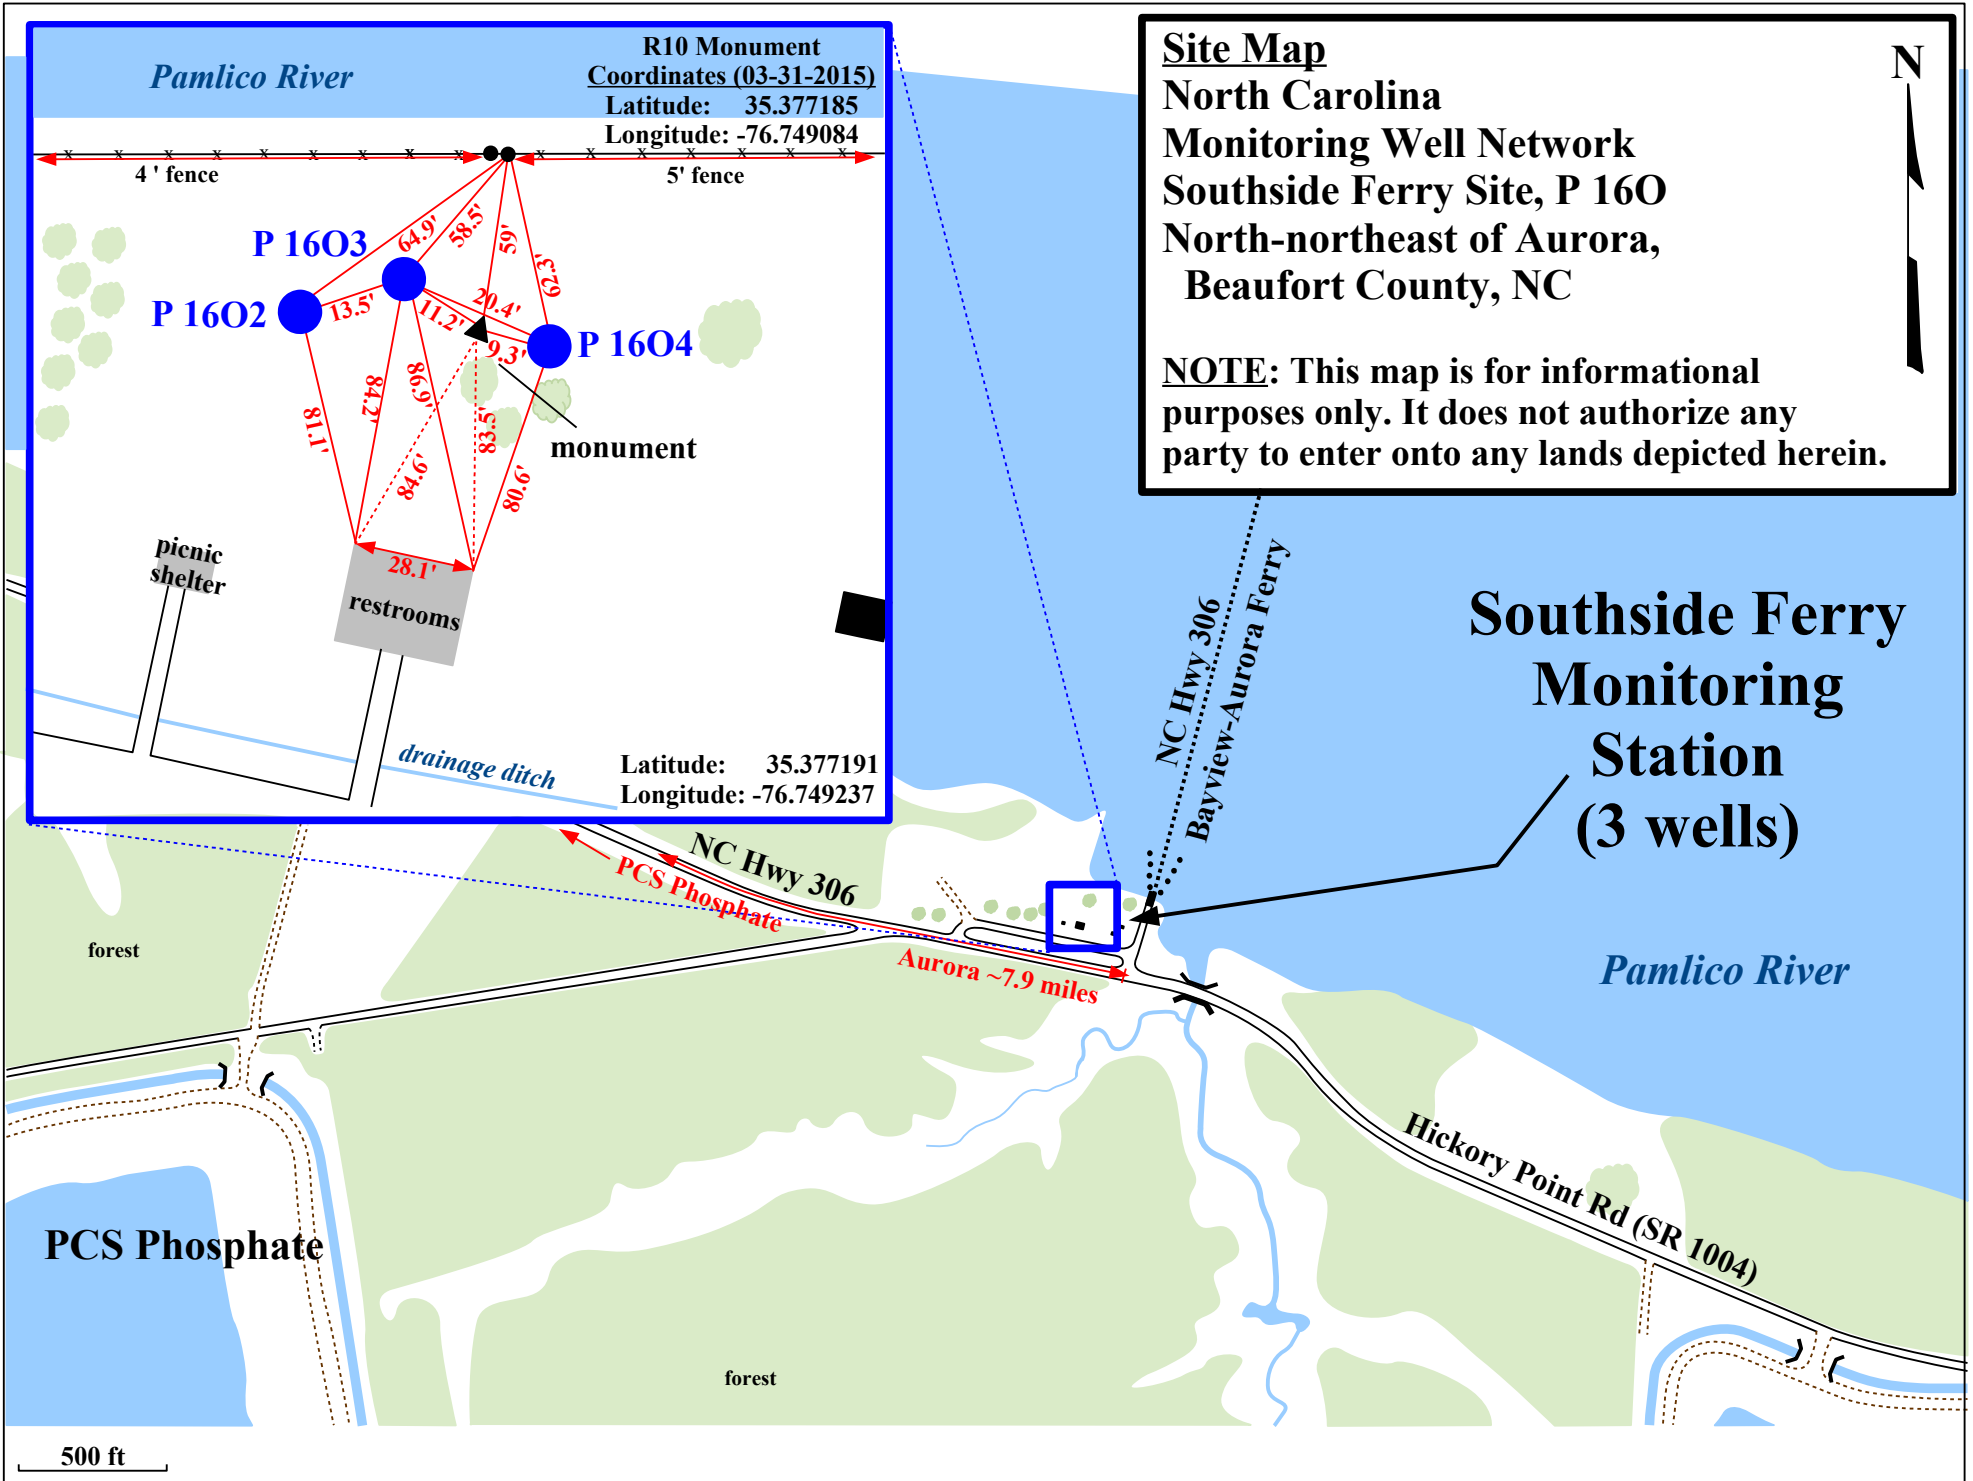 Pamlico River
R10 Monument
Coordinates (03-31-2015)
Latitude: 35.377185
Longitude: -76.749084
x x x x x x x x x x x x x x x x x
4 ' fence
5' fence
P 16O3
P 16O2
P 16O4
64.9'
58.5'
59'
62.3'
13.5'
11.2'
20.4'
9.3'
81.1'
84.2'
86.9'
84.6'
83.5'
80.6'
monument
28.1'
picnic
shelter
restrooms
drainage ditch
Latitude: 35.377191
Longitude: -76.749237
Site Map
North Carolina
Monitoring Well Network
Southside Ferry Site, P 16O
North-northeast of Aurora,
Beaufort County, NC
NOTE: This map is for informational
purposes only. It does not authorize any
party to enter onto any lands depicted herein.
N
NC Hwy 306
Bayview-Aurora Ferry
Southside Ferry
Monitoring
Station
(3 wells)
NC Hwy 306
PCS Phosphate
Aurora ~7.9 miles
Pamlico River
forest
Hickory Point Rd (SR 1004)
PCS Phosphate
forest
500 ft